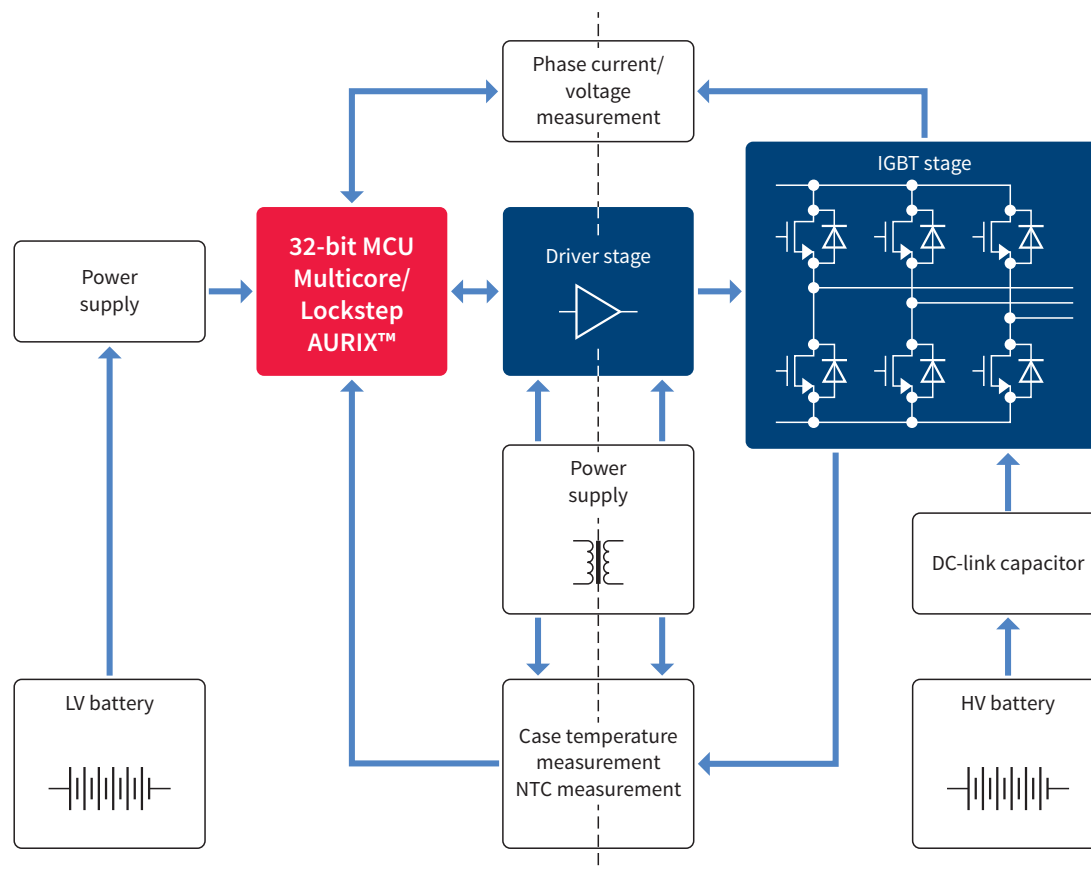 Phase current/
voltage
measurement
IGBT stage
32-bit MCU
Multicore/
Lockstep
AURIX™
Driver stage
Power
supply
Power
supply
DC-link capacitor
LV battery
Case temperature
measurement
NTC measurement
HV battery